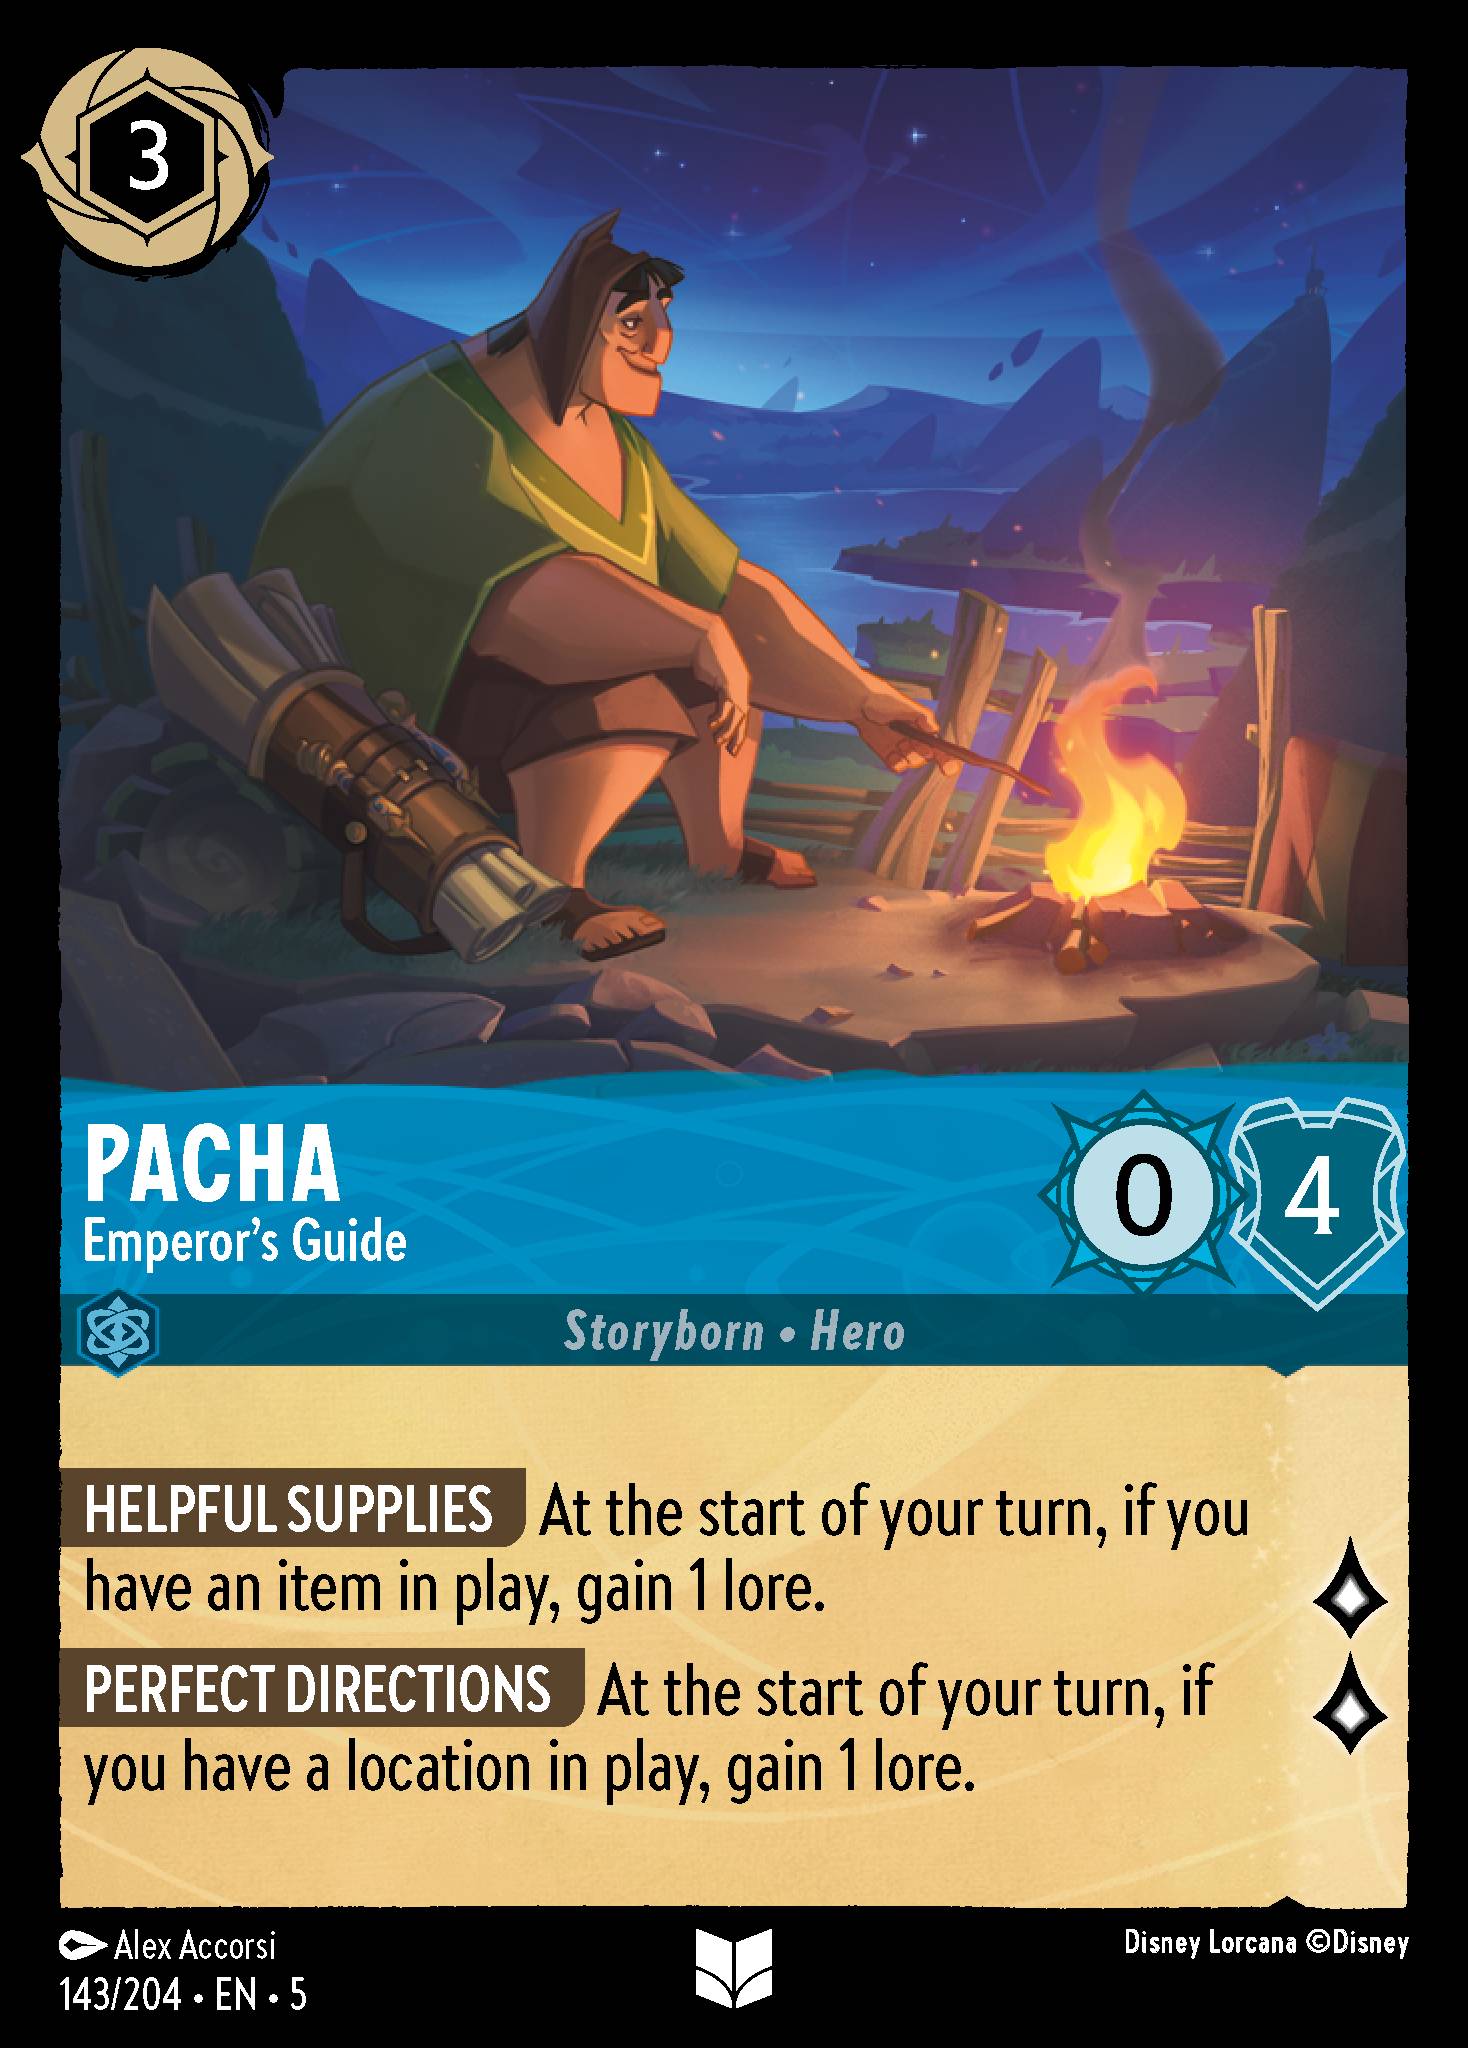 3
PACHA
Emperor's Guide
0
4
Storyborn • Hero
HELPFUL SUPPLIES At the start of your turn, if you
have an item in play, gain 1 lore.
PERFECT DIRECTIONS At the start of your turn, if
you have a location in play, gain 1 lore.
Alex Accorsi
Disney Lorcana ©Disney
143/204 • EN • 5